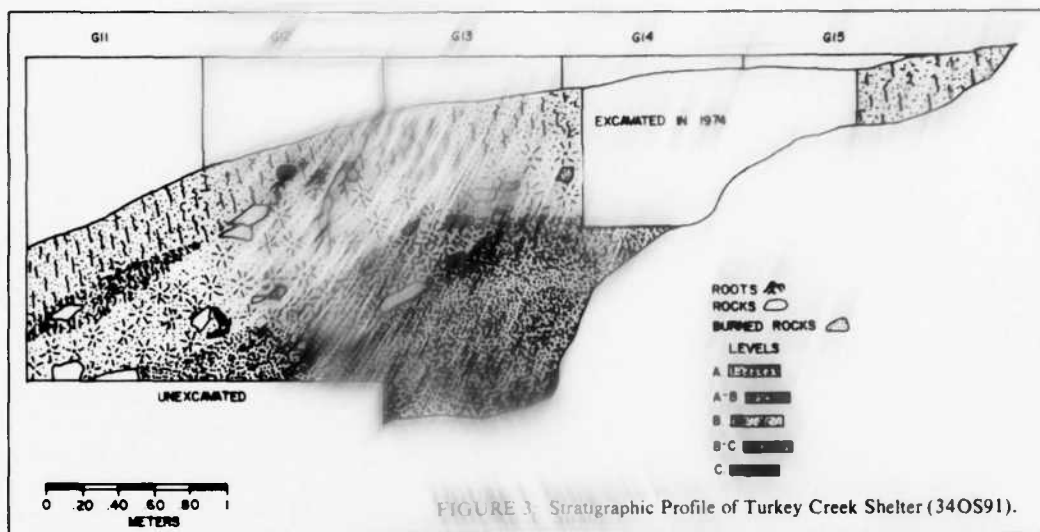 G11 G12 G13 G14 G15
EXCAVATED IN 1974
ROOTS
ROCKS
BURNED ROCKS
LEVELS
A
A-B
B
B-C
C
UNEXCAVATED
0 .20 .40 .60 .80 1
METERS
FIGURE 3. Stratigraphic Profile of Turkey Creek Shelter (34OS91).